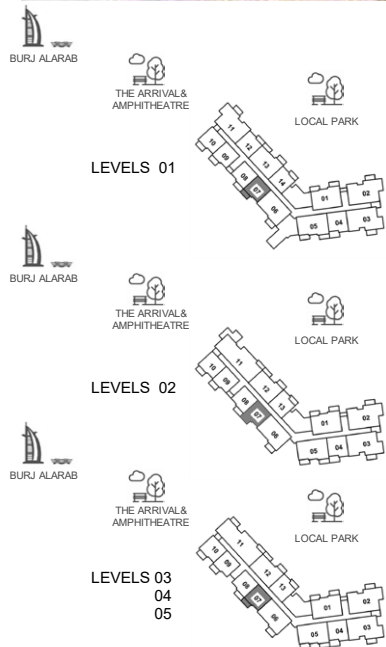 BURJ ALARAB
THE ARRIVAL&
AMPHITHEATRE
LOCAL PARK
LEVELS 01
11
10
12
09
13
08
14
07
06
01
02
05
04
03
BURJ ALARAB
THE ARRIVAL&
AMPHITHEATRE
LOCAL PARK
LEVELS 02
11
10
09
12
08
13
07
06
01
02
05
04
03
BURJ ALARAB
THE ARRIVAL&
AMPHITHEATRE
LOCAL PARK
LEVELS 03
04
05
11
10
09
12
08
13
07
06
01
02
05
04
03